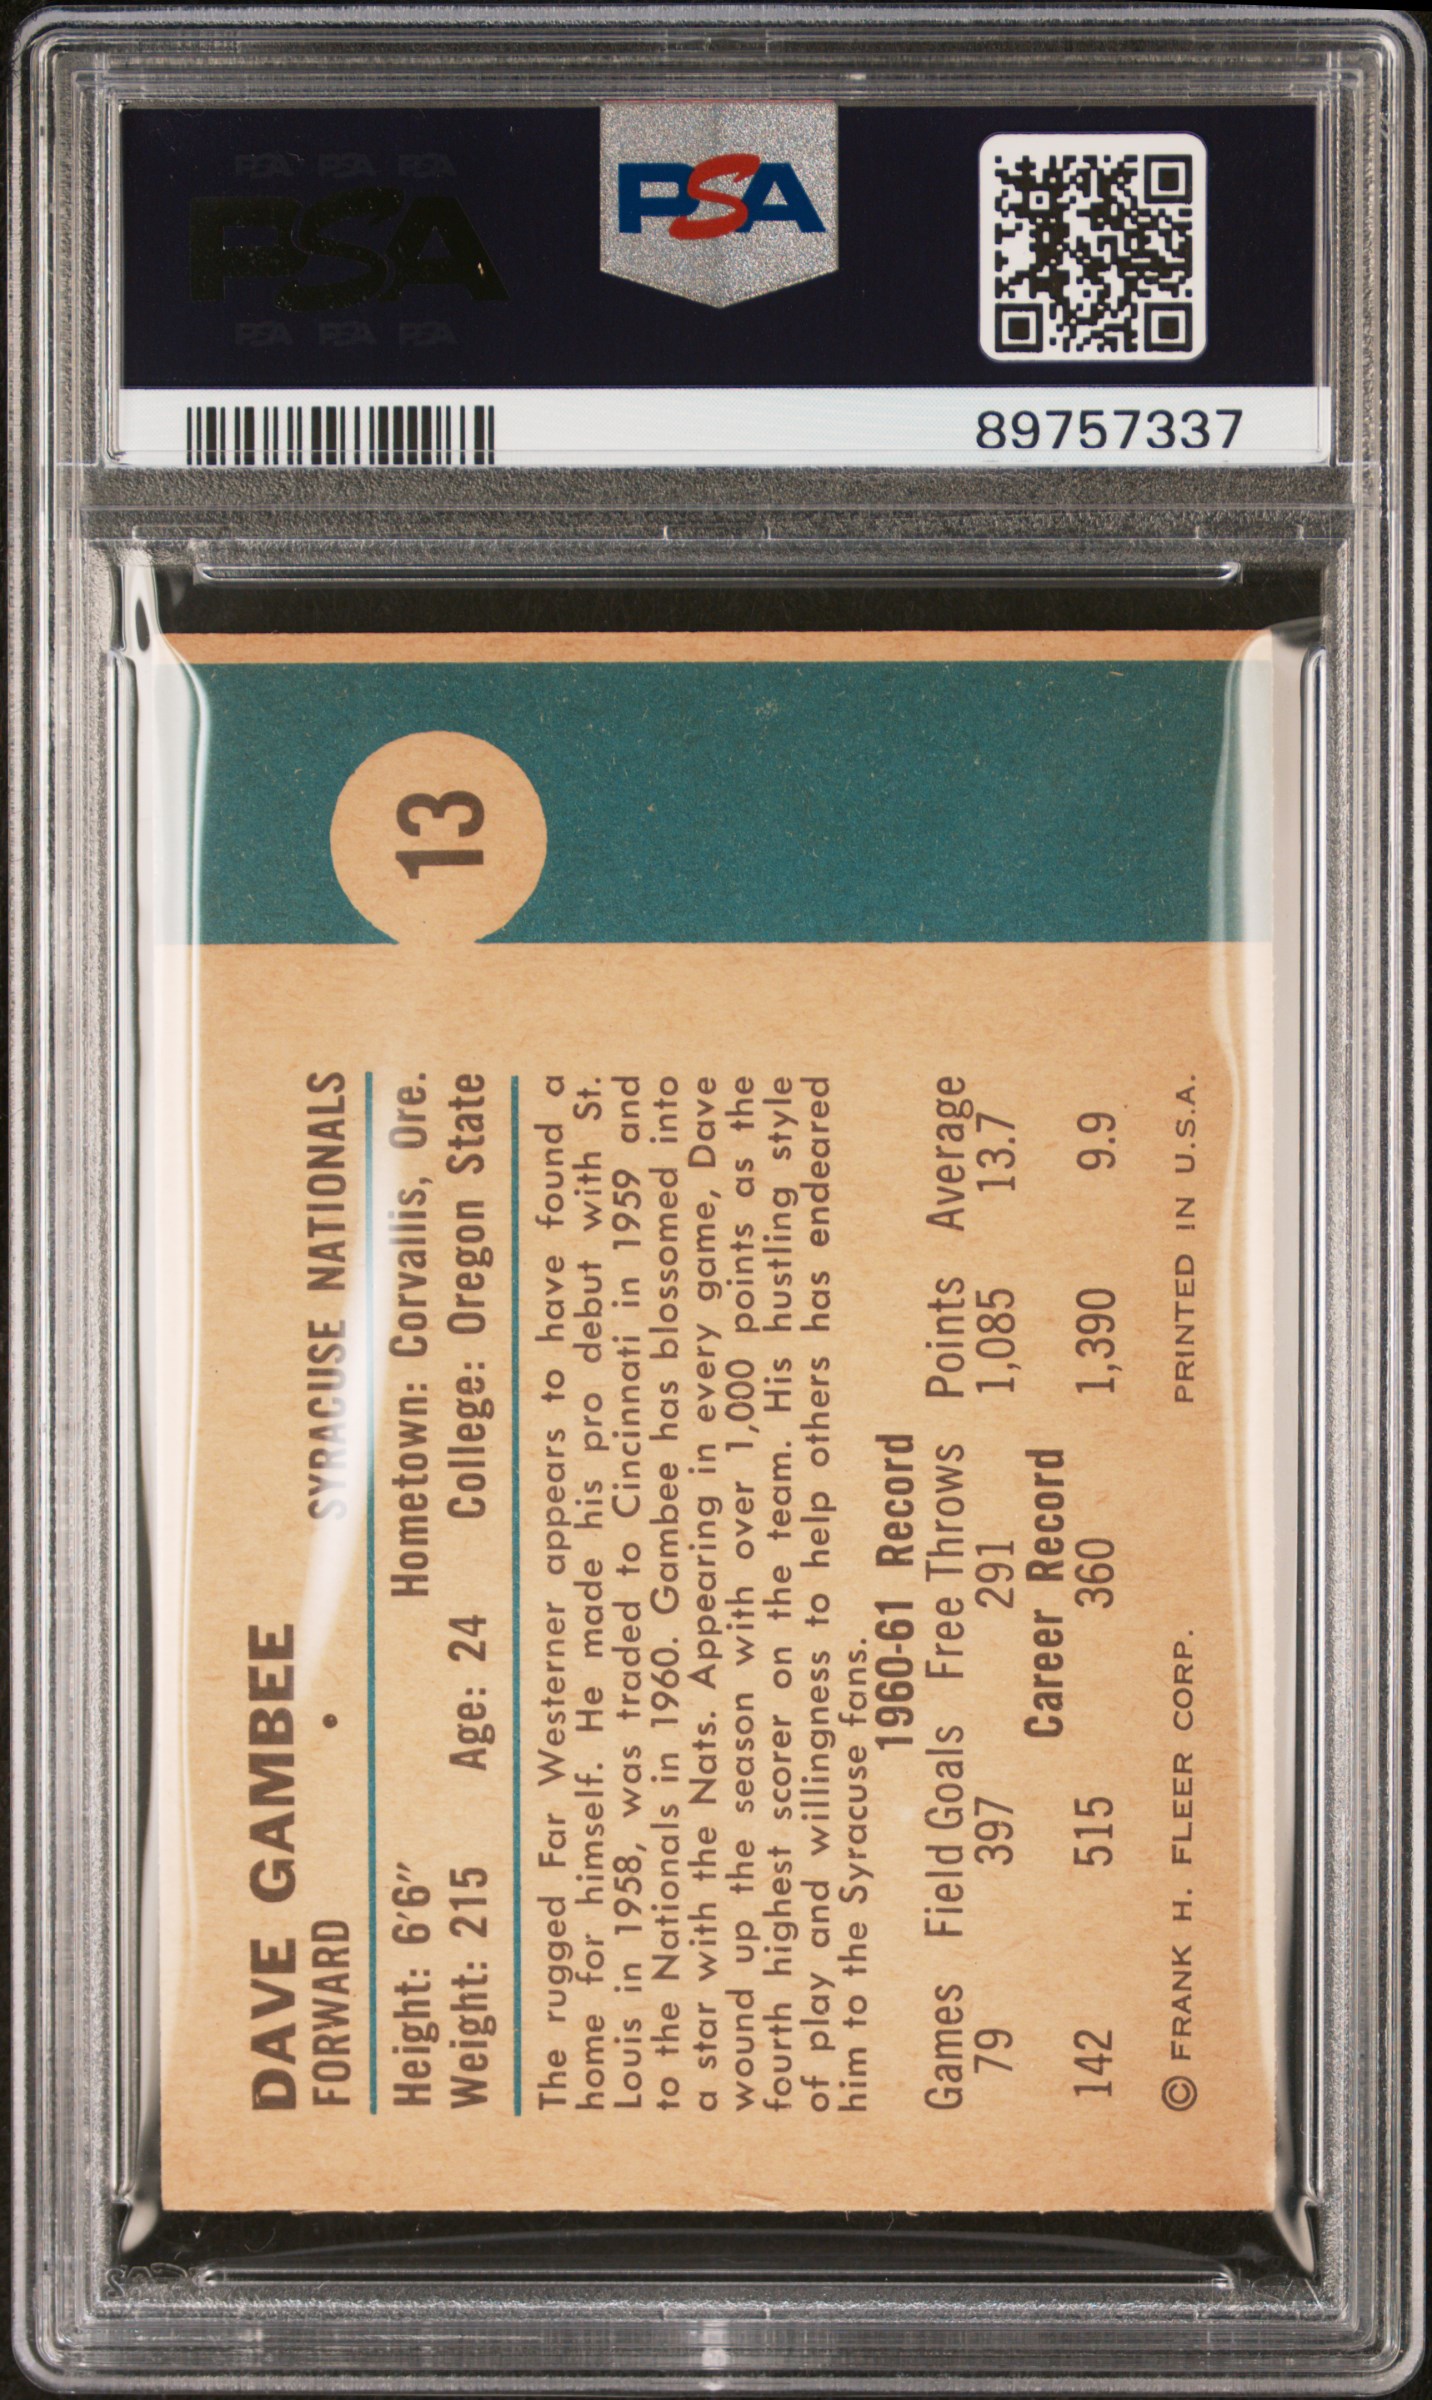 PSA PSA PSA
PSA
PSA PSA PSA
PSA
89757337
13
DAVE GAMBEE
FORWARD • SYRACUSE NATIONALS
Height: 6'6" Hometown: Corvallis, Ore.
Weight: 215 Age: 24 College: Oregon State
The rugged Far Westerner appears to have found a
home for himself. He made his pro debut with St.
Louis in 1958, was traded to Cincinnati in 1959 and
to the Nationals in 1960. Gambee has blossomed into
a star with the Nats. Appearing in every game, Dave
wound up the season with over 1,000 points as the
fourth highest scorer on the team. His hustling style
of play and willingness to help others has endeared
him to the Syracuse fans.
1960-61 Record
Games Field Goals Free Throws Points Average
79 397 291 1,085 13.7
Career Record
142 515 360 1,390 9.9
© FRANK H. FLEER CORP. PRINTED IN U.S.A.